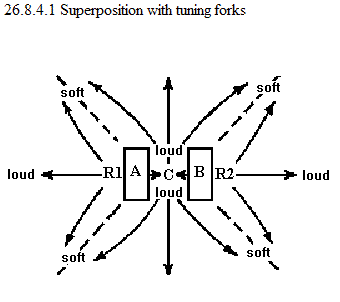 26.8.4.1 Superposition with tuning forks
soft soft
loud
loud R1 A C B R2 loud
loud
soft soft